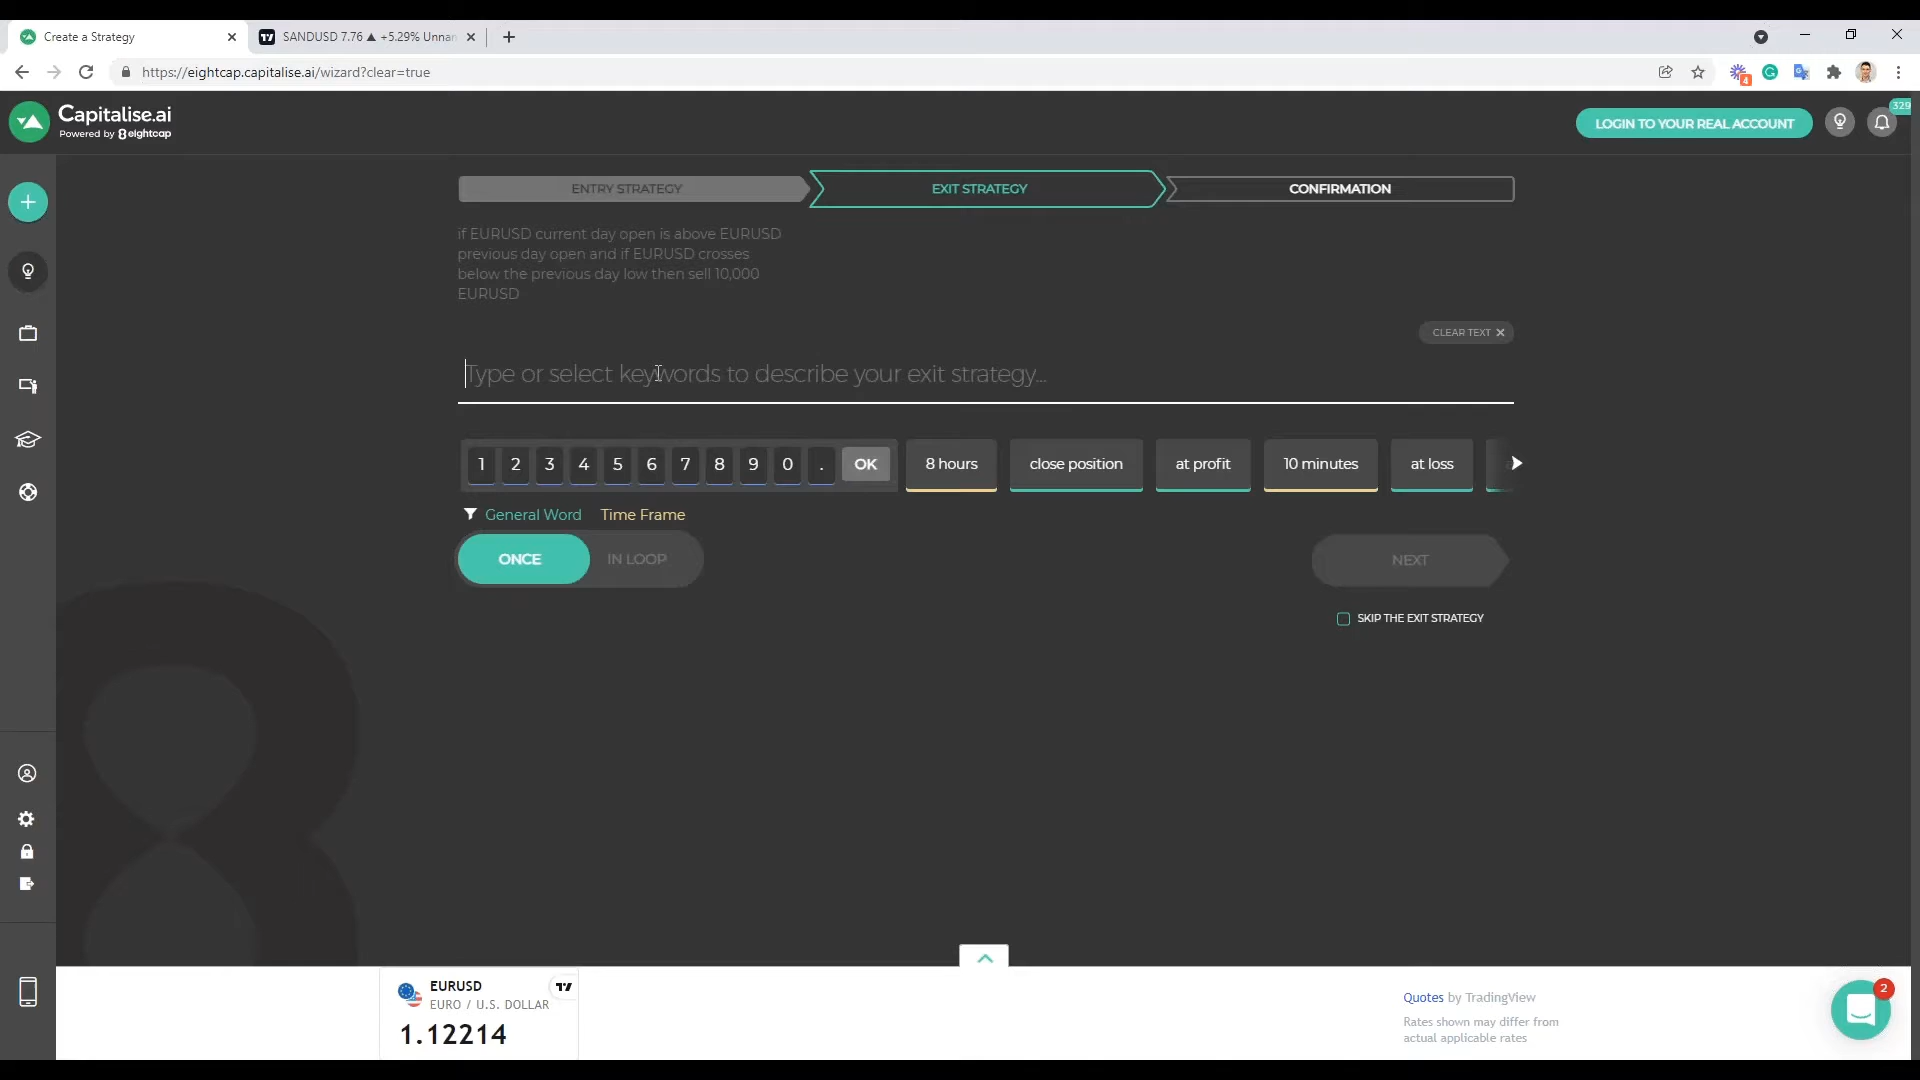 Create a Strategy
SANDUSD 7.76 ▲ +5.29% Unnan
https://eightcap.capitalise.ai/wizard?clear=true
4
Capitalise.ai
Powered by 8eightcap
LOGIN TO YOUR REAL ACCOUNT
329
ENTRY STRATEGY
EXIT STRATEGY
CONFIRMATION
if EURUSD current day open is above EURUSD
previous day open and if EURUSD crosses
below the previous day low then sell 10,000
EURUSD
CLEAR TEXT ×
Type or select keywords to describe your exit strategy...
1 2 3 4 5 6 7 8 9 0 . OK
8 hours
close position
at profit
10 minutes
at loss
General Word
Time Frame
ONCE
IN LOOP
NEXT
SKIP THE EXIT STRATEGY
EURUSD
EURO / U.S. DOLLAR
1.12214
Quotes by TradingView
Rates shown may differ from
actual applicable rates
2